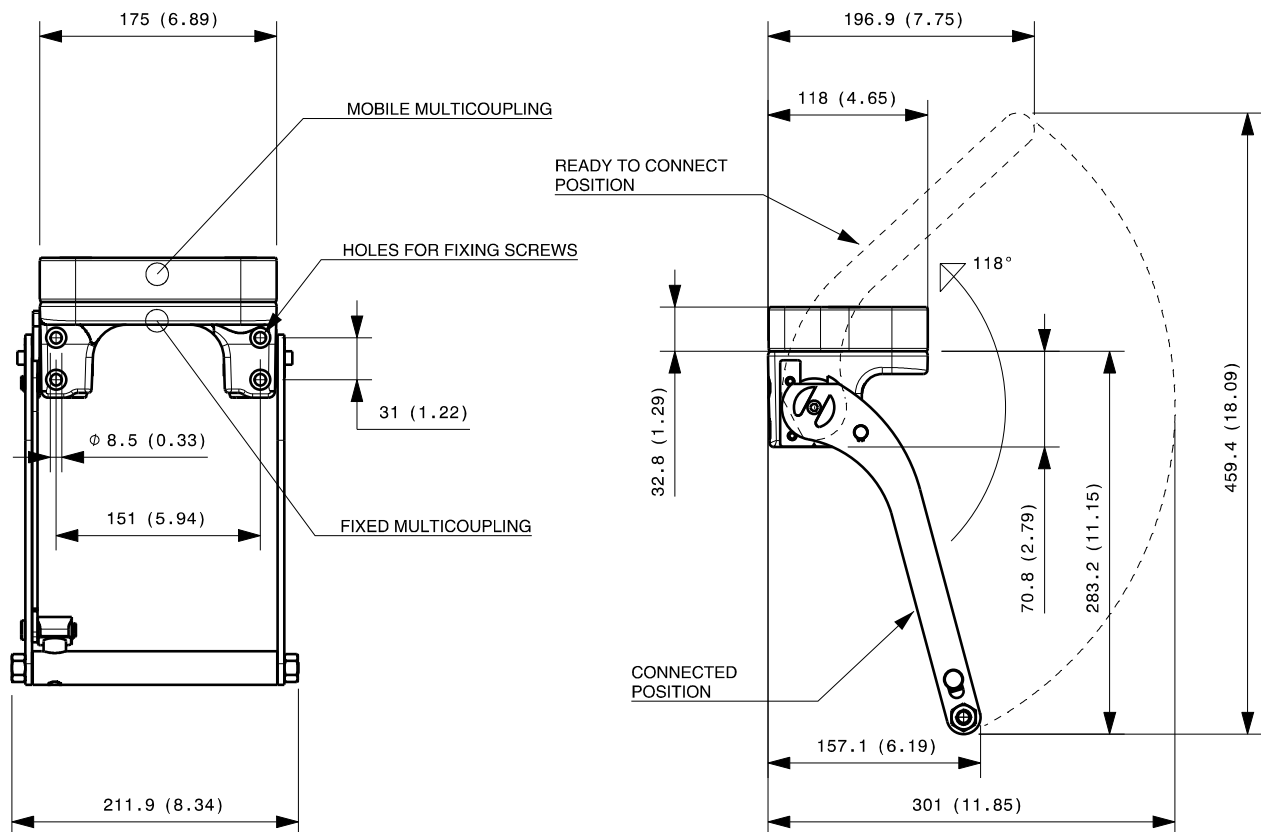 175 (6.89)
196.9 (7.75)
MOBILE MULTICOUPLING
118 (4.65)
READY TO CONNECT
POSITION
HOLES FOR FIXING SCREWS
118°
31 (1.22)
Φ 8.5 (0.33)
32.8 (1.29)
459.4 (18.09)
151 (5.94)
FIXED MULTICOUPLING
70.8 (2.79)
283.2 (11.15)
CONNECTED
POSITION
157.1 (6.19)
211.9 (8.34)
301 (11.85)